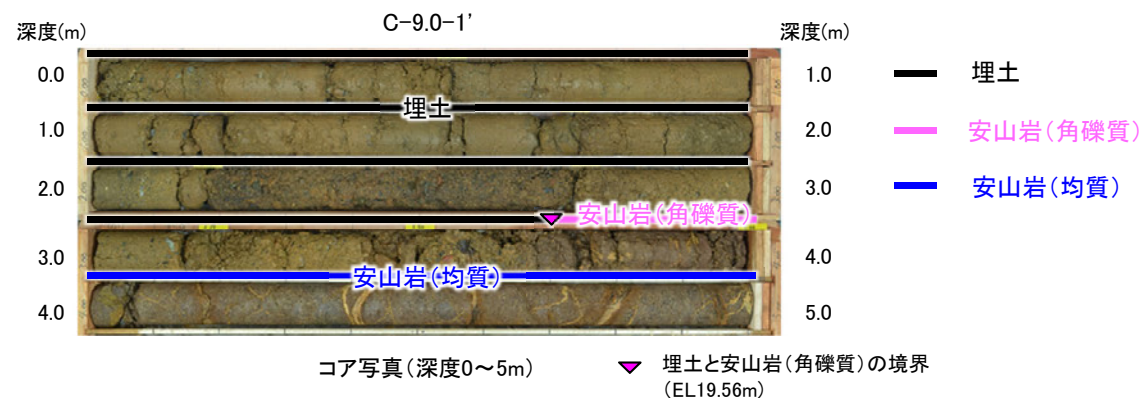 C-9.0-1'
深度(m)
深度(m)
0.0
1.0
埋土
埋土
1.0
2.0
安山岩(角礫質)
2.0
3.0
安山岩(均質)
安山岩(角礫質)
3.0
4.0
安山岩(均質)
4.0
5.0
コア写真(深度0~5m)
埋土と安山岩(角礫質)の境界
(EL19.56m)